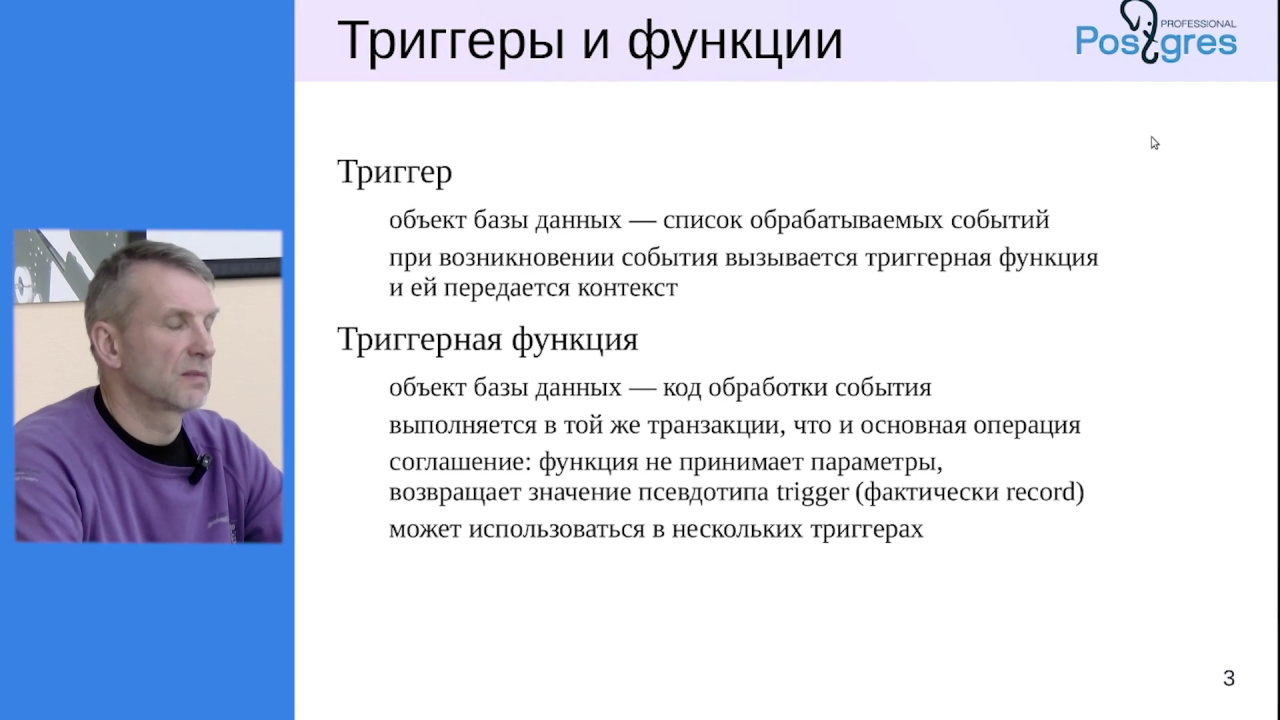 Триггеры и функции
PROFESSIONAL
Postgres
Триггер
объект базы данных — список обрабатываемых событий
при возникновении события вызывается триггерная функция
и ей передается контекст
Триггерная функция
объект базы данных — код обработки события
выполняется в той же транзакции, что и основная операция
соглашение: функция не принимает параметры,
возвращает значение псевдотипа trigger (фактически record)
может использоваться в нескольких триггерах
3